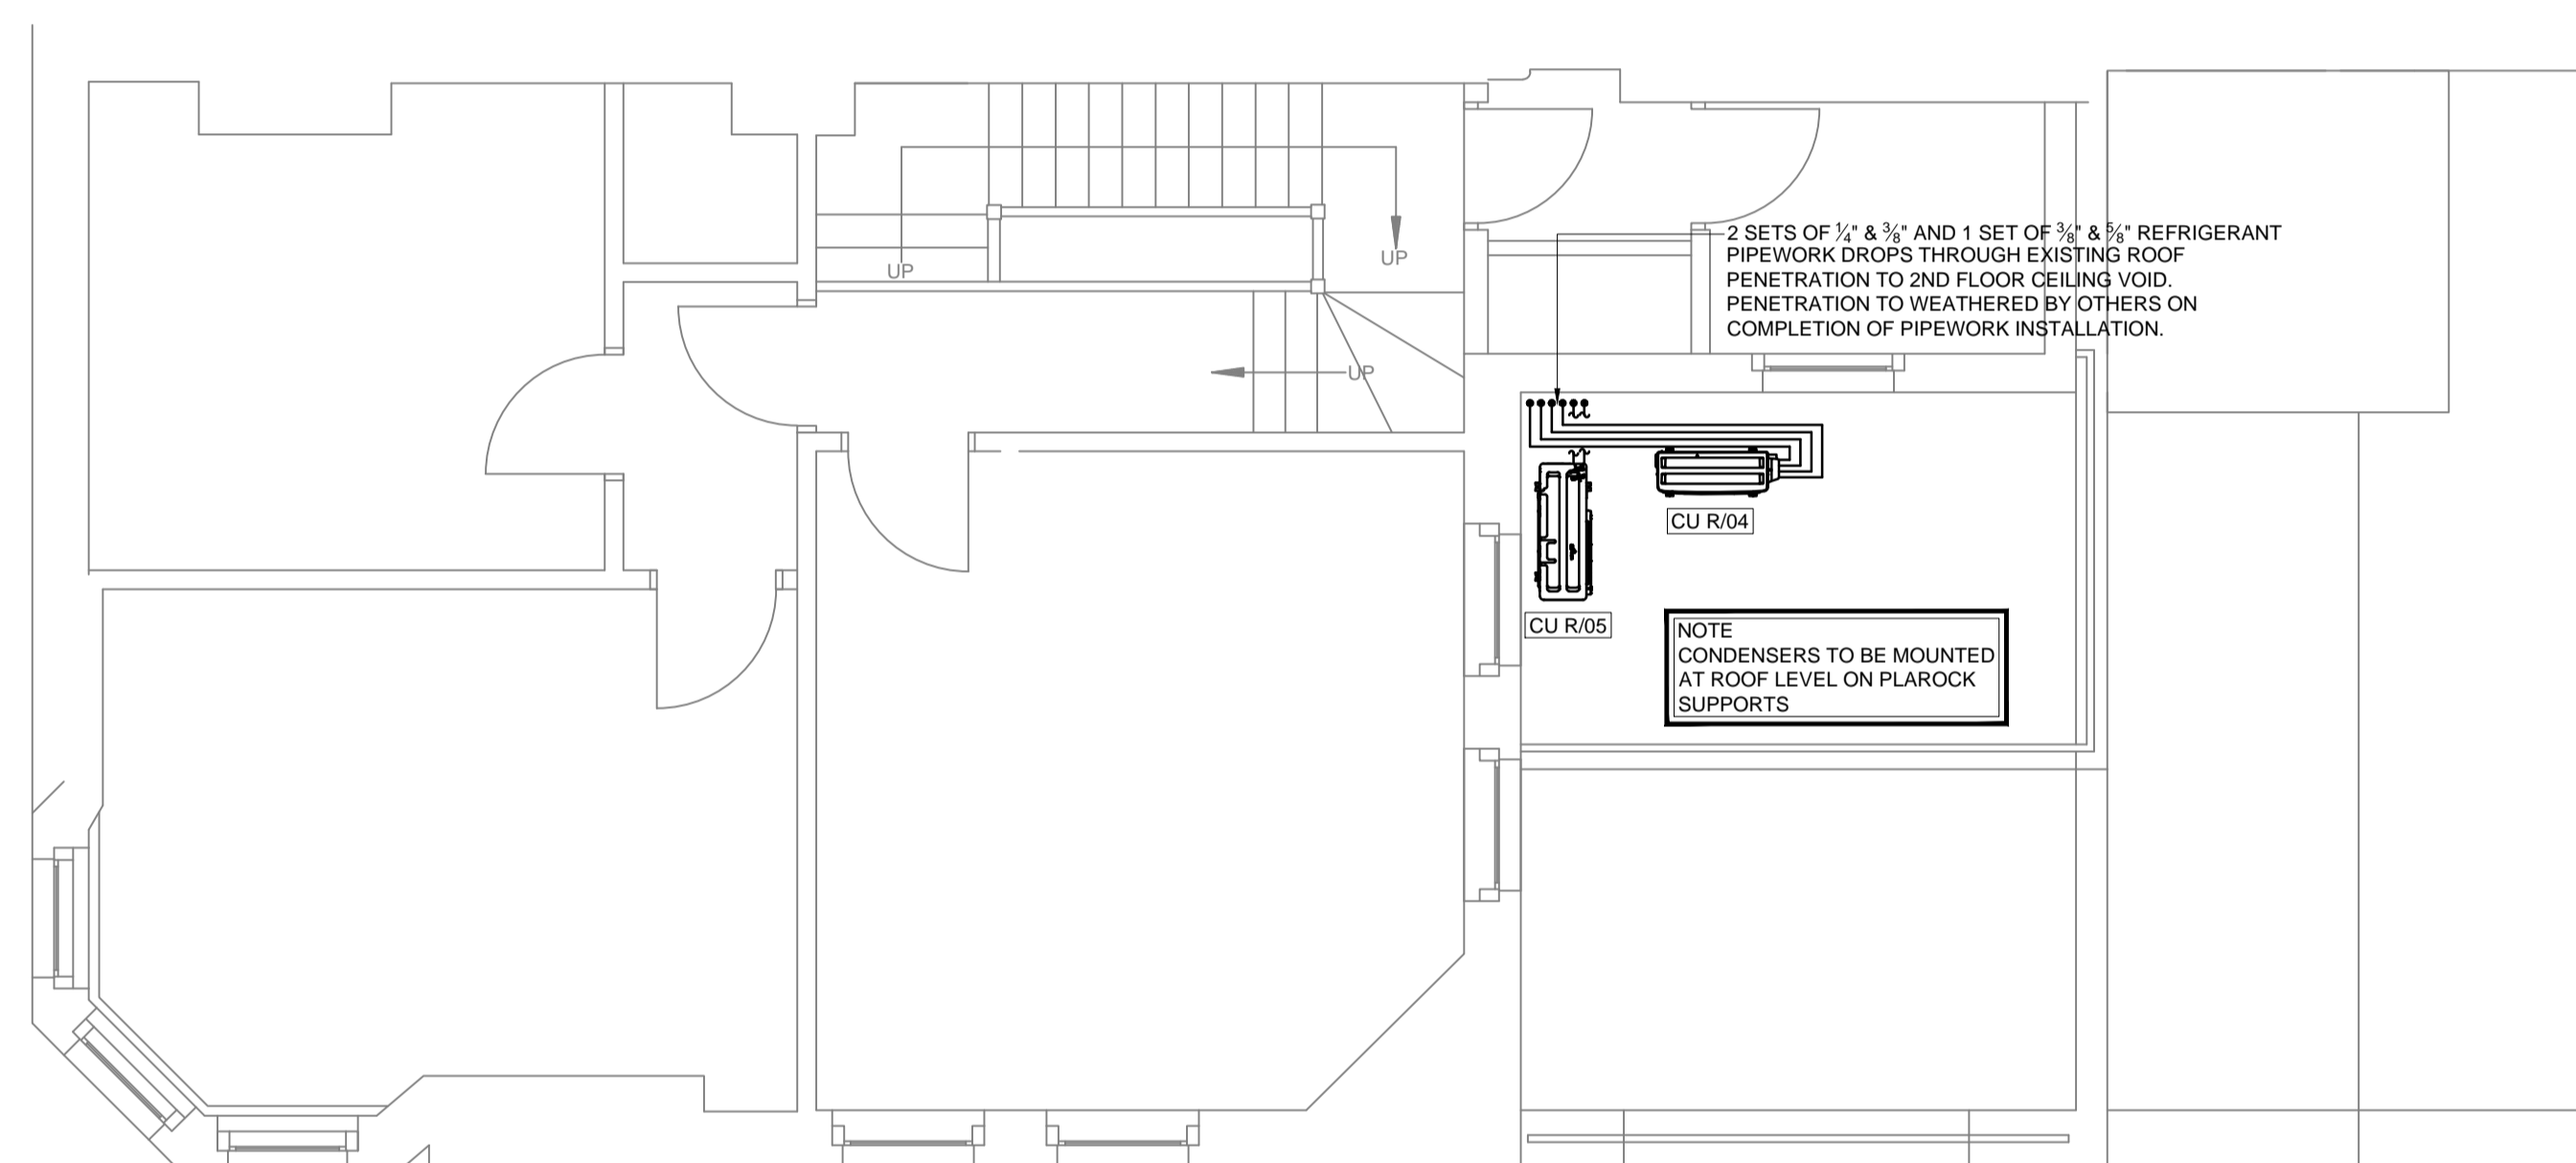 2 SETS OF ¼" & ⅜" AND 1 SET OF ⅜" & ⅝" REFRIGERANT
PIPEWORK DROPS THROUGH EXISTING ROOF
PENETRATION TO 2ND FLOOR CEILING VOID.
PENETRATION TO WEATHERED BY OTHERS ON
COMPLETION OF PIPEWORK INSTALLATION.
UP
UP
UP
CU R/04
CU R/05
NOTE
CONDENSERS TO BE MOUNTED
AT ROOF LEVEL ON PLAROCK
SUPPORTS